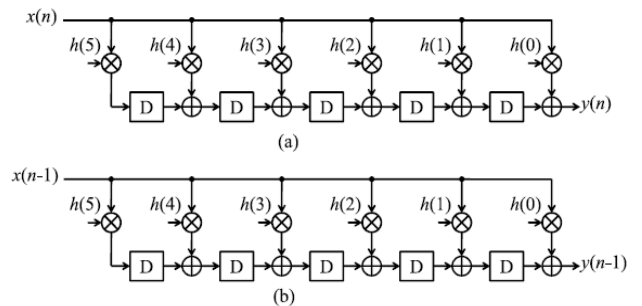 x(n)
h(5) h(4) h(3) h(2) h(1) h(0)
D D D D D y(n)
(a)
x(n-1)
h(5) h(4) h(3) h(2) h(1) h(0)
D D D D D y(n-1)
(b)